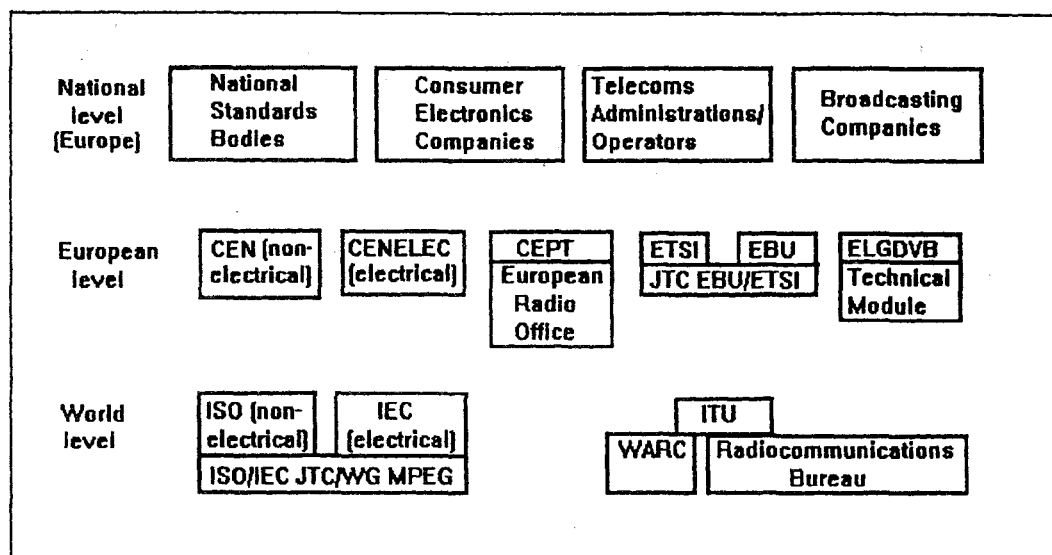 National level (Europe)
National Standards Bodies
Consumer Electronics Companies
Telecoms Administrations/ Operators
Broadcasting Companies
European level
CEN (non-electrical)
CENELEC (electrical)
CEPT
European Radio Office
ETSI
EBU
JTC EBU/ETSI
ELGDVB
Technical Module
World level
ISO (non-electrical)
IEC (electrical)
ISO/IEC JTC/WG MPEG
ITU
WARC
Radiocommunications Bureau